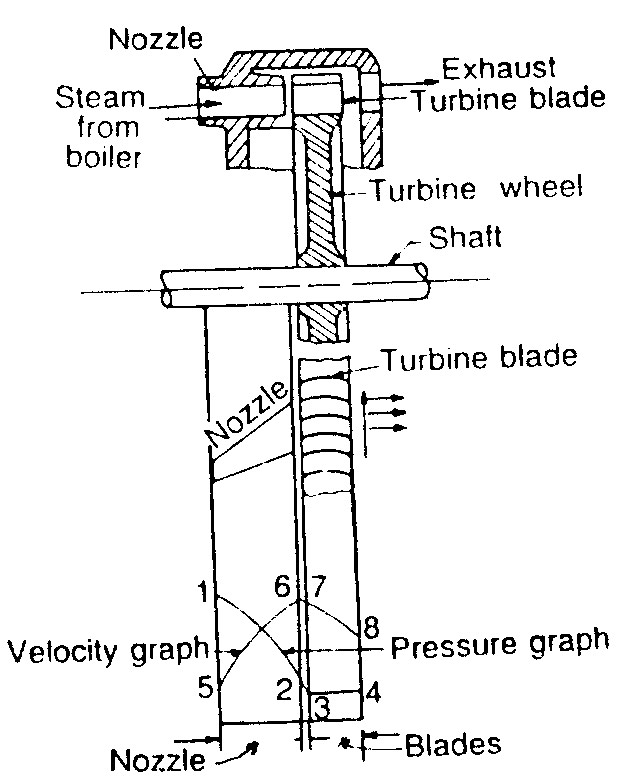 Nozzle
Exhaust
Steam
from
boiler
Turbine blade
Turbine wheel
Shaft
Turbine blade
Nozzle
1
6
7
8
Velocity graph
Pressure graph
5
2
3
4
Nozzle
Blades